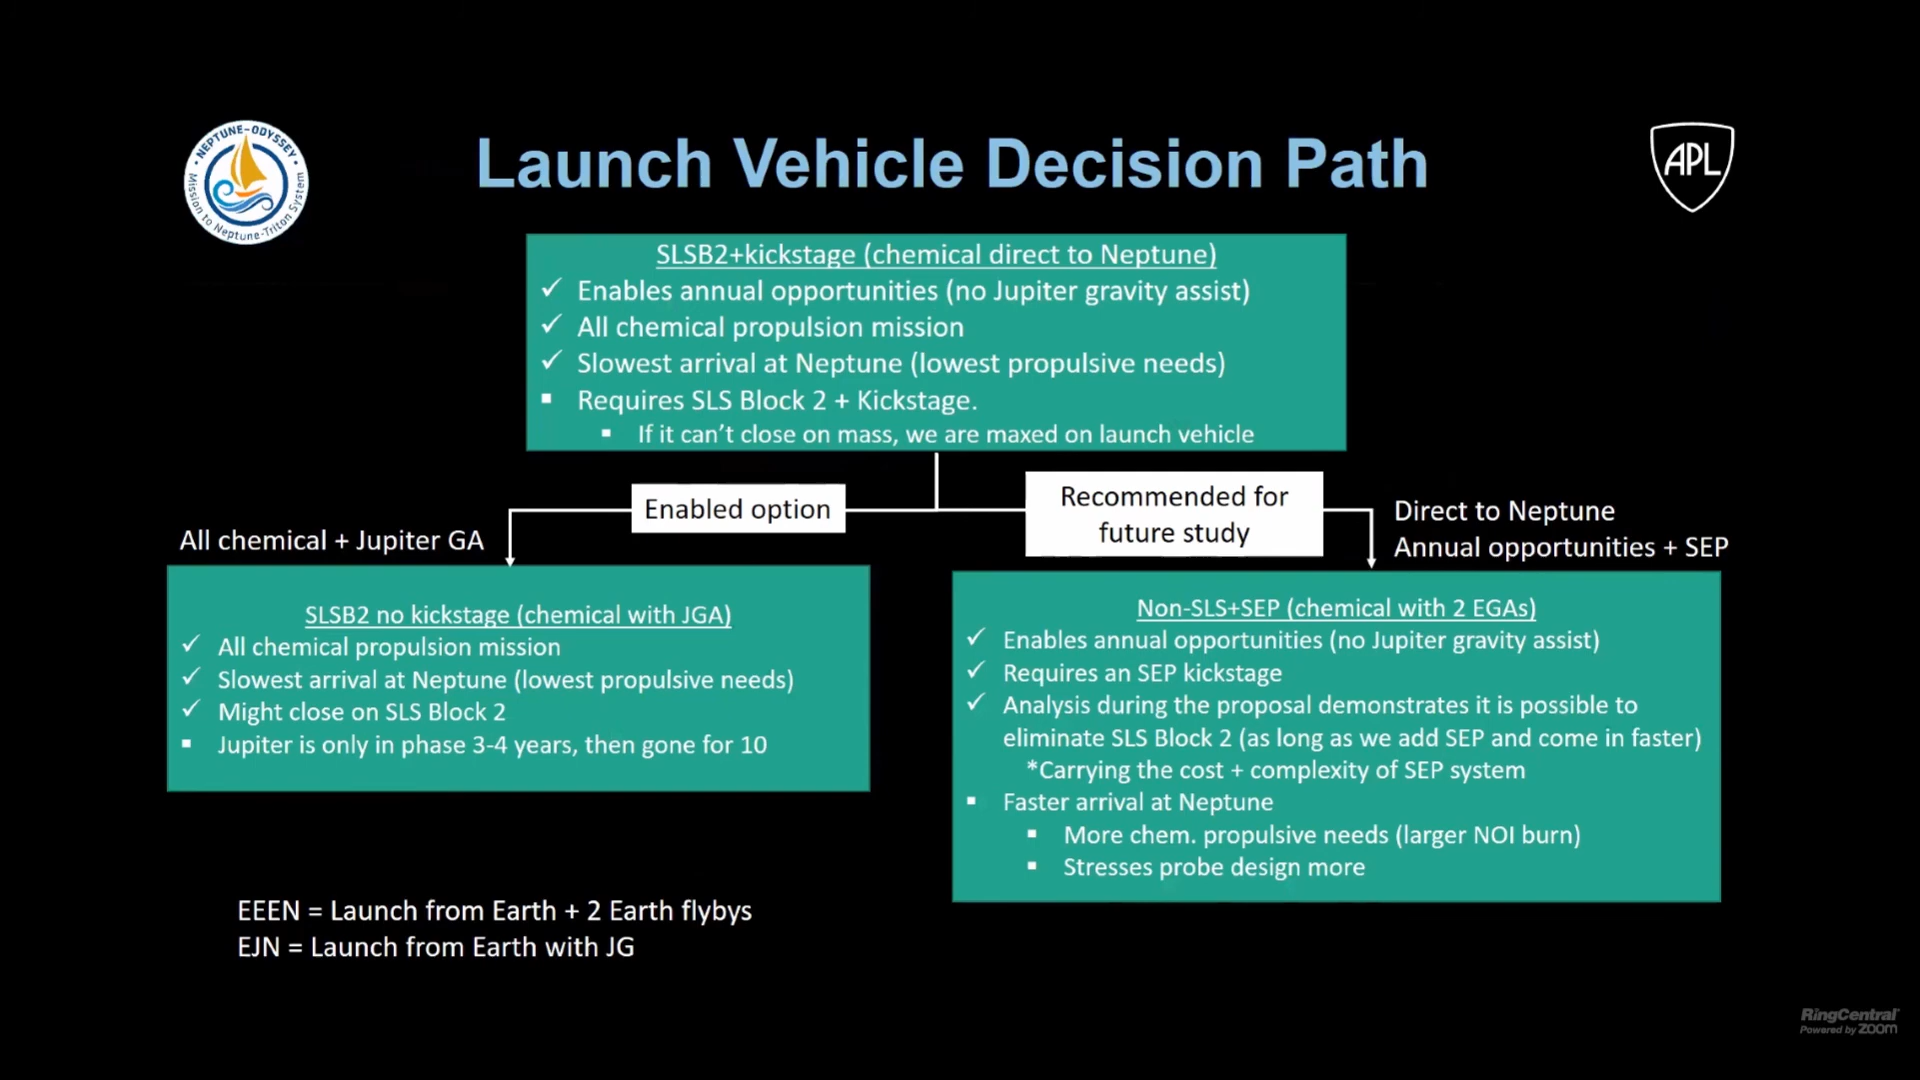 NEPTUNE-ODYSSEY
Mission to Neptune-Triton System
Launch Vehicle Decision Path
APL
SLSB2+kickstage (chemical direct to Neptune)
✓ Enables annual opportunities (no Jupiter gravity assist)
✓ All chemical propulsion mission
✓ Slowest arrival at Neptune (lowest propulsive needs)
▪ Requires SLS Block 2 + Kickstage.
▪ If it can’t close on mass, we are maxed on launch vehicle
Enabled option
Recommended for
future study
All chemical + Jupiter GA
Direct to Neptune
Annual opportunities + SEP
SLSB2 no kickstage (chemical with JGA)
✓ All chemical propulsion mission
✓ Slowest arrival at Neptune (lowest propulsive needs)
✓ Might close on SLS Block 2
▪ Jupiter is only in phase 3-4 years, then gone for 10
Non-SLS+SEP (chemical with 2 EGAs)
✓ Enables annual opportunities (no Jupiter gravity assist)
✓ Requires an SEP kickstage
✓ Analysis during the proposal demonstrates it is possible to
eliminate SLS Block 2 (as long as we add SEP and come in faster)
*Carrying the cost + complexity of SEP system
▪ Faster arrival at Neptune
▪ More chem. propulsive needs (larger NOI burn)
▪ Stresses probe design more
EEEN = Launch from Earth + 2 Earth flybys
EJN = Launch from Earth with JG
RingCentral
Powered by zoom